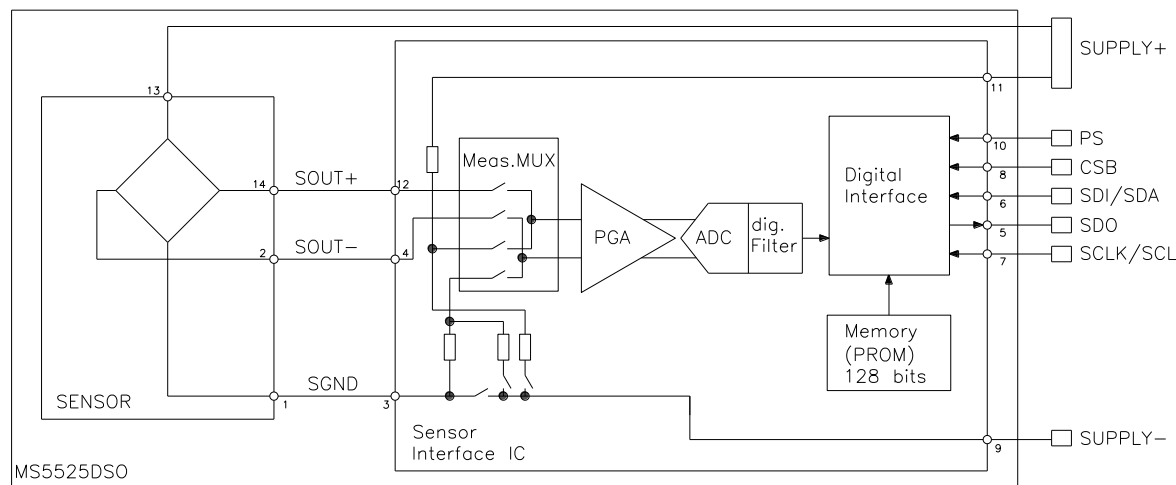 SUPPLY+
11
13
PS
10
Meas.MUX
CSB
8
Digital
Interface
SOUT+
14
12
SDI/SDA
6
PGA
ADC
dig.
Filter
SDO
5
SOUT-
2
4
SCLK/SCL
7
Memory
(PROM)
128 bits
SGND
SENSOR
1
3
Sensor
Interface IC
SUPPLY-
9
MS5525DSO